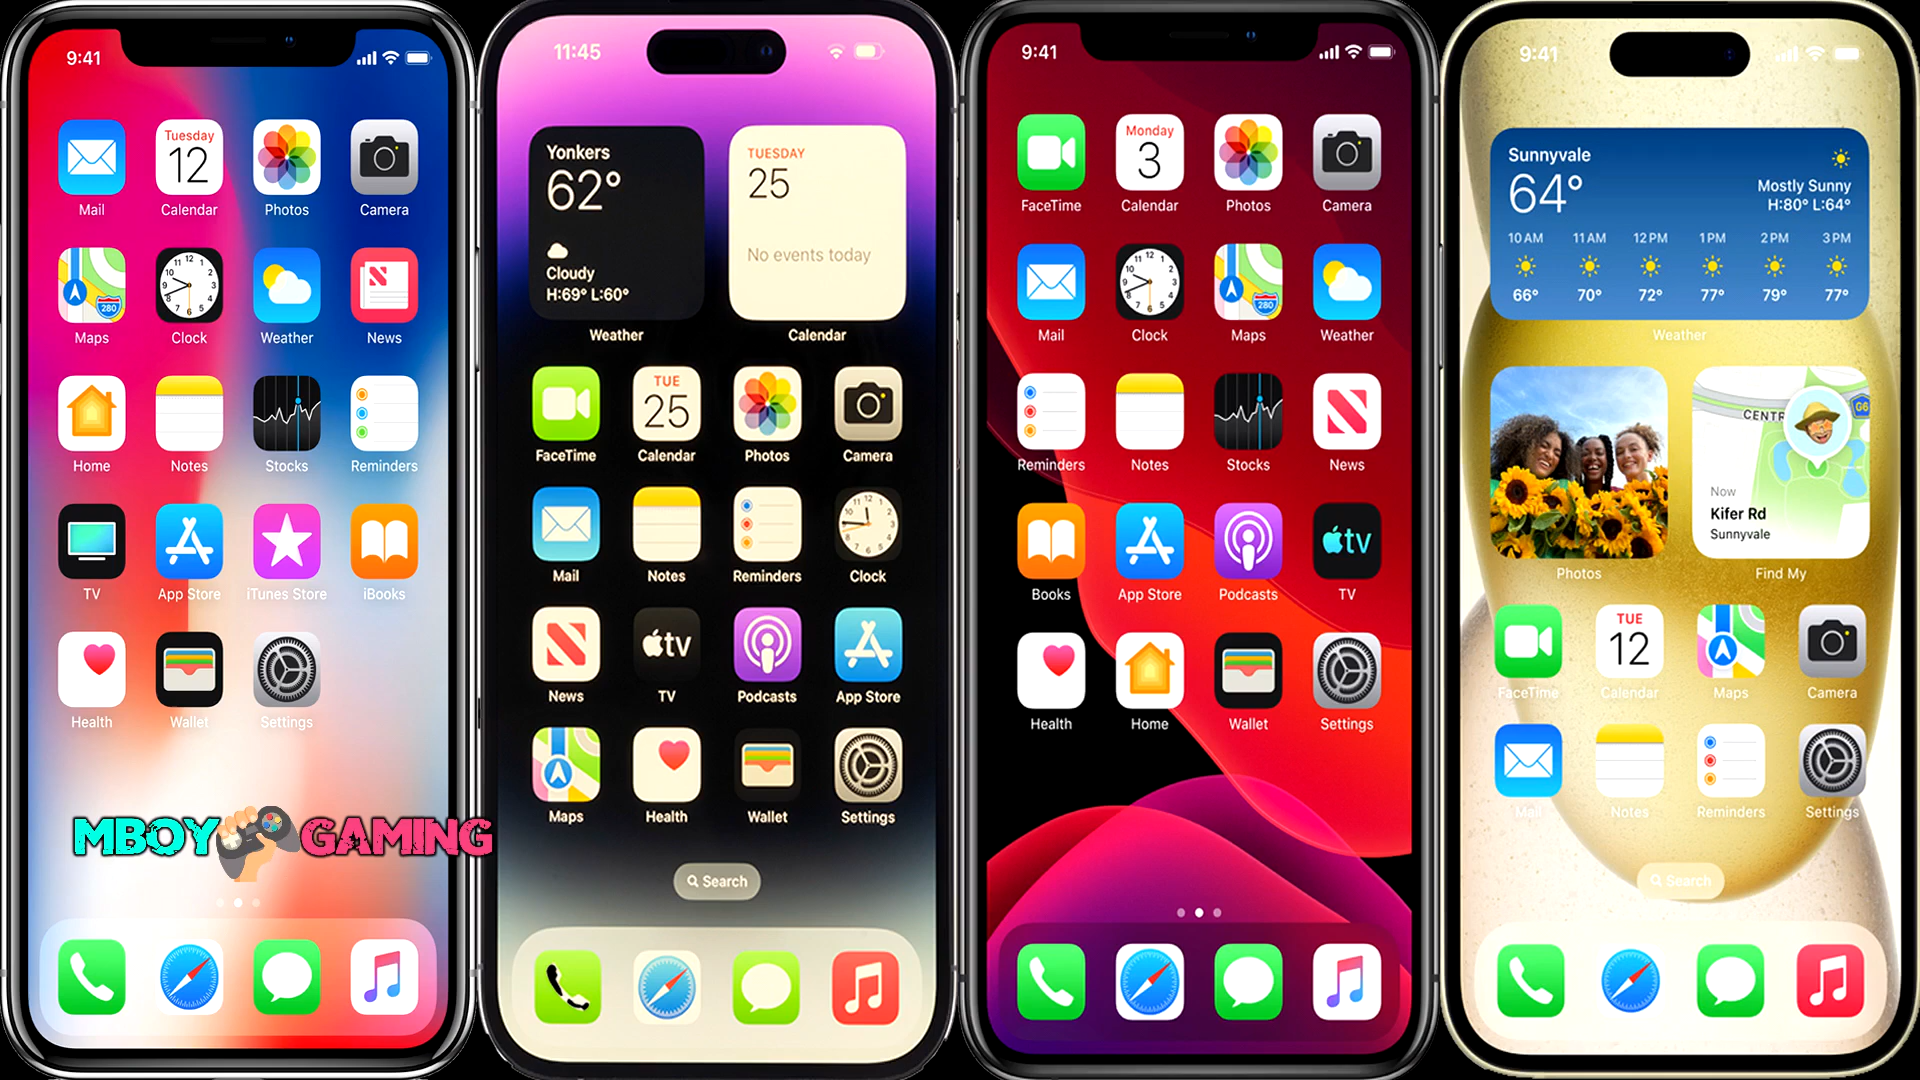 9:41
Tuesday
12
Mail
Calendar
Photos
Camera
280
Maps
Clock
Weather
News
Home
Notes
Stocks
Reminders
TV
App Store
iTunes Store
iBooks
Health
Wallet
Settings
MBOY GAMING
11:45
Yonkers
62°
Cloudy
H:69° L:60°
Weather
TUESDAY
25
No events today
Calendar
TUE
25
FaceTime
Calendar
Photos
Camera
Mail
Notes
Reminders
Clock
tv
News
TV
Podcasts
App Store
Maps
Health
Wallet
Settings
Search
9:41
Monday
3
FaceTime
Calendar
Photos
Camera
280
Mail
Clock
Maps
Weather
Reminders
Notes
Stocks
News
tv
Books
App Store
Podcasts
TV
Health
Home
Wallet
Settings
9:41
Sunnyvale
64°
Mostly Sunny
H:80° L:64°
10 AM 11 AM 12 PM 1 PM 2 PM 3 PM
66° 70° 72° 77° 79° 77°
Weather
Photos
CENTR
G6
Now
Kifer Rd
Sunnyvale
Find My
TUE
12
FaceTime
Calendar
Maps
Camera
Mail
Notes
Reminders
Settings
Search